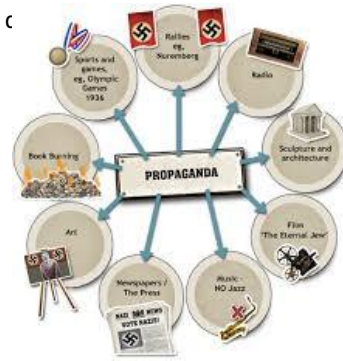 Rallies
eg,
Nuremberg
Sports and
games,
eg, Olympic
Games
1936
Radio
Sculpture and
architecture
Book Burning
PROPAGANDA
Art
Film
'The Eternal Jew'
Newspapers /
The Press
Music -
NO Jazz
VOTE NAZIS!